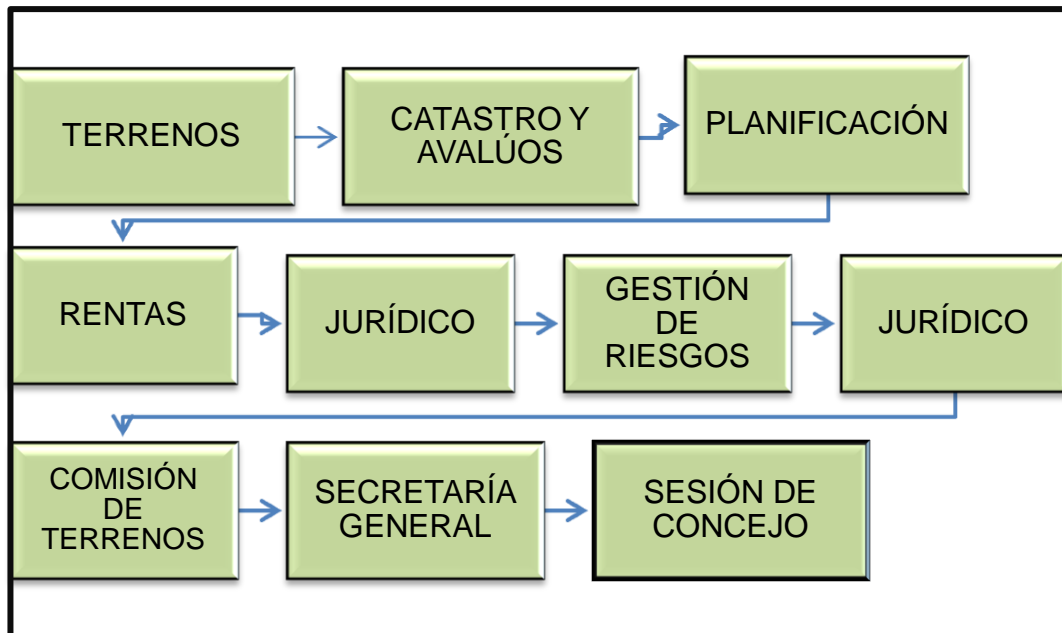 TERRENOS
CATASTRO Y
AVALÚOS
PLANIFICACIÓN
RENTAS
JURÍDICO
GESTIÓN
DE
RIESGOS
JURÍDICO
COMISIÓN
DE
TERRENOS
SECRETARÍA
GENERAL
SESIÓN DE
CONCEJO